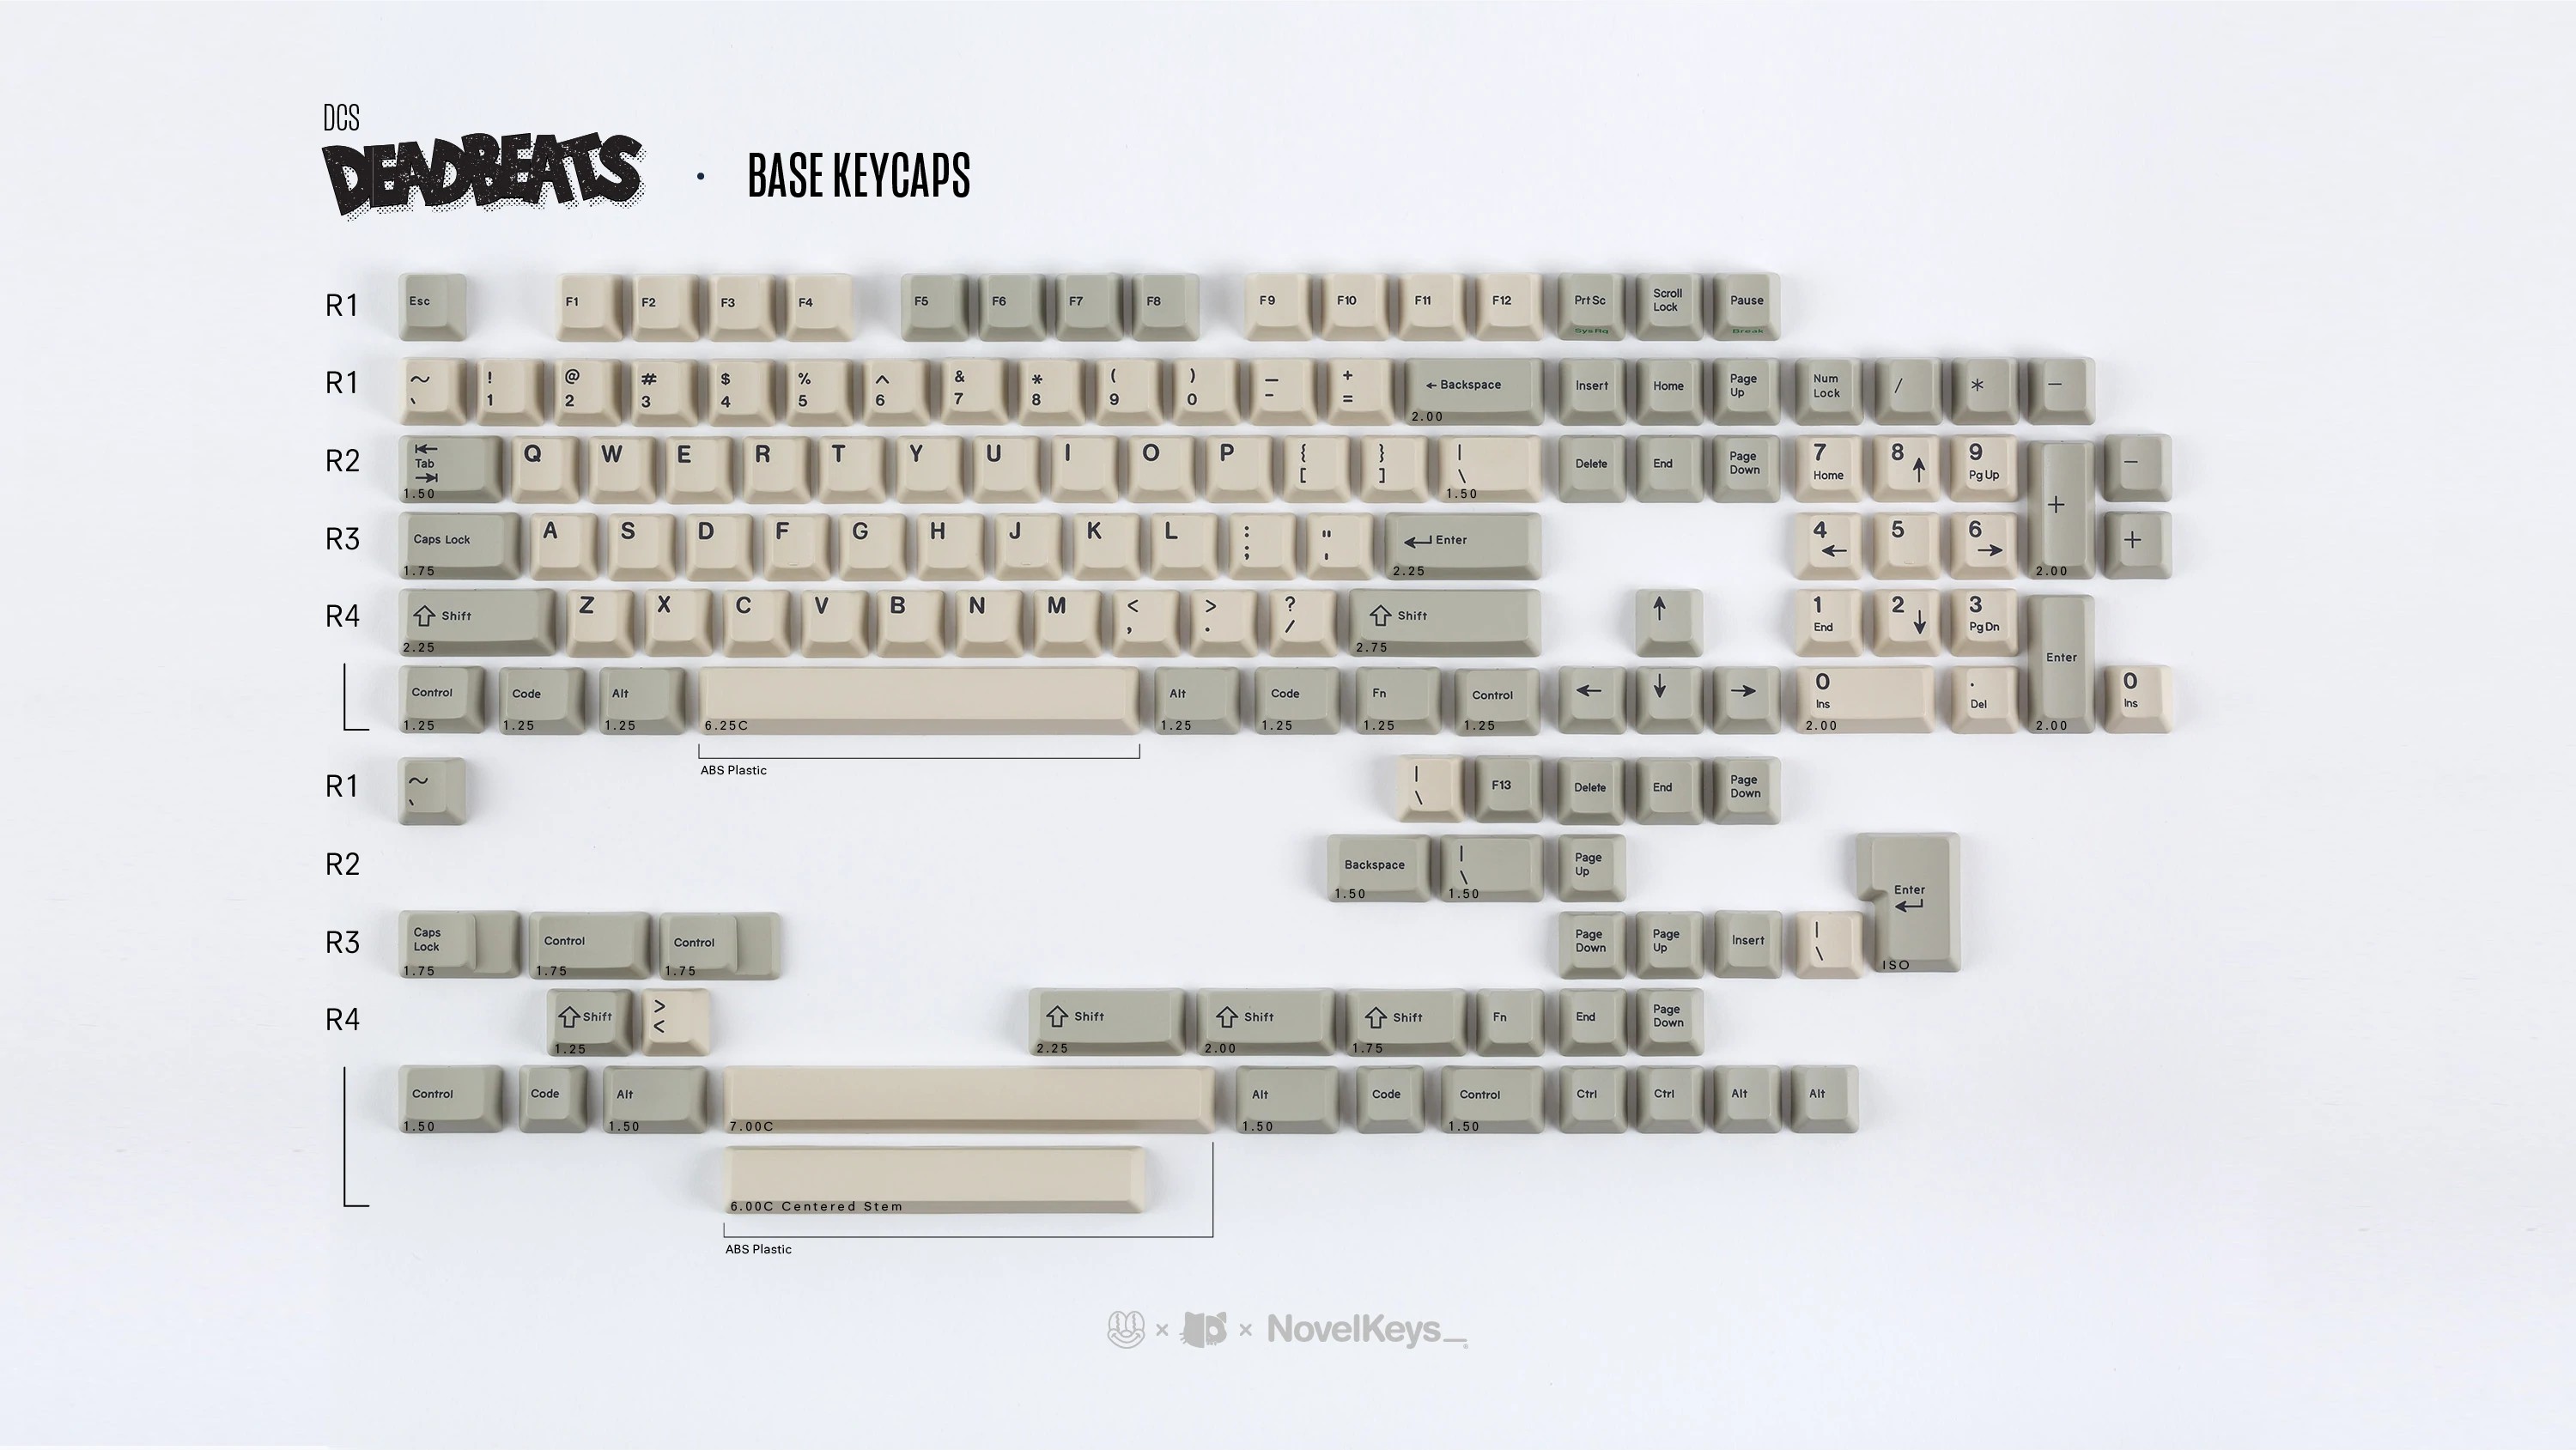 DCS
DEADBEATS · BASE KEYCAPS
R1 Esc F1 F2 F3 F4 F5 F6 F7 F8 F9 F10 F11 F12 PrtSc SysRq Scroll Lock Pause Break
R1 ~ ` ! 1 @ 2 # 3 $ 4 % 5 ^ 6 & 7 * 8 ( 9 ) 0 — - + = ← Backspace 2.00 Insert Home Page Up Num Lock / * —
R2 Tab 1.50 Q W E R T Y U I O P { [ } ] | \ 1.50 Delete End Page Down 7 Home 8 ↑ 9 Pg Up + 2.00 —
R3 Caps Lock 1.75 A S D F G H J K L : ; " ' Enter 2.25 4 ← 5 6 → +
R4 Shift 2.25 Z X C V B N M < , > . ? / Shift 2.75 ↑ 1 End 2 ↓ 3 Pg Dn Enter 2.00
Control 1.25 Code 1.25 Alt 1.25 6.25C Alt 1.25 Code 1.25 Fn 1.25 Control 1.25 ← ↓ → 0 Ins 2.00 . Del 0 Ins
ABS Plastic
R1 ~ ` | \ F13 Delete End Page Down
R2 Backspace 1.50 | \ 1.50 Page Up Enter ISO
R3 Caps Lock 1.75 Control 1.75 Control 1.75 Page Down Page Up Insert | \
R4 Shift 1.25 > < Shift 2.25 Shift 2.00 Shift 1.75 Fn End Page Down
Control 1.50 Code Alt 1.50 7.00C Alt 1.50 Code Control 1.50 Ctrl Ctrl Alt Alt
6.00C Centered Stem
ABS Plastic
× × NovelKeys_